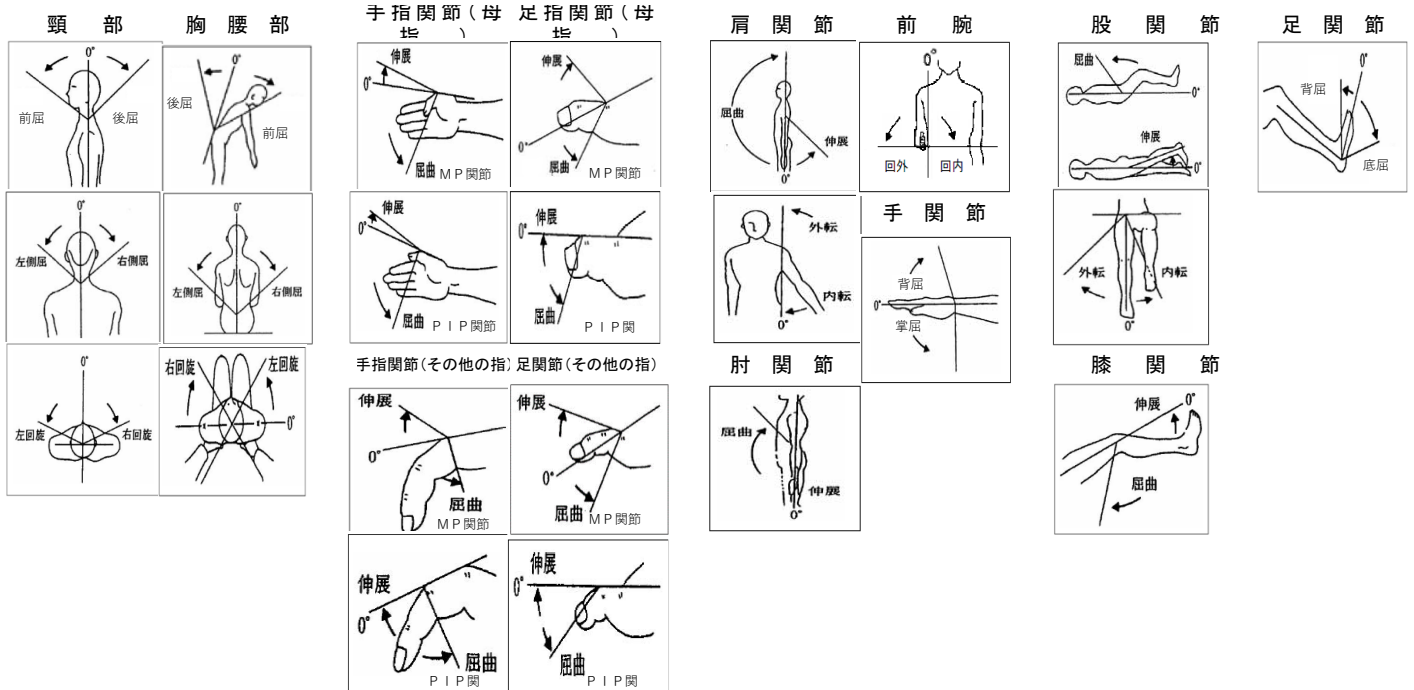 頸 部
0°
前屈
後屈
0°
左側屈
右側屈
0°
左回旋
右回旋
胸 腰 部
0°
後屈
前屈
0°
左側屈
右側屈
右回旋
左回旋
0°
手指関節(母
指 )
伸展
0°
屈曲
MP関節
伸展
0°
屈曲
PIP関節
足指関節(母
指 )
伸展
0°
屈曲
MP関節
伸展
0°
屈曲
PIP関
手指関節(その他の指)
伸展
0°
屈曲
MP関節
伸展
0°
屈曲
PIP関
足関節(その他の指)
伸展
0°
屈曲
MP関節
伸展
0°
屈曲
PIP関
肩 関 節
屈曲
伸展
0°
外転
内転
0°
前 腕
0°
回外
回内
手 関 節
背屈
0°
掌屈
肘 関 節
屈曲
伸展
0°
股 関 節
屈曲
0°
伸展
0°
外転
内転
0°
膝 関 節
伸展
0°
屈曲
足 関 節
0°
背屈
底屈